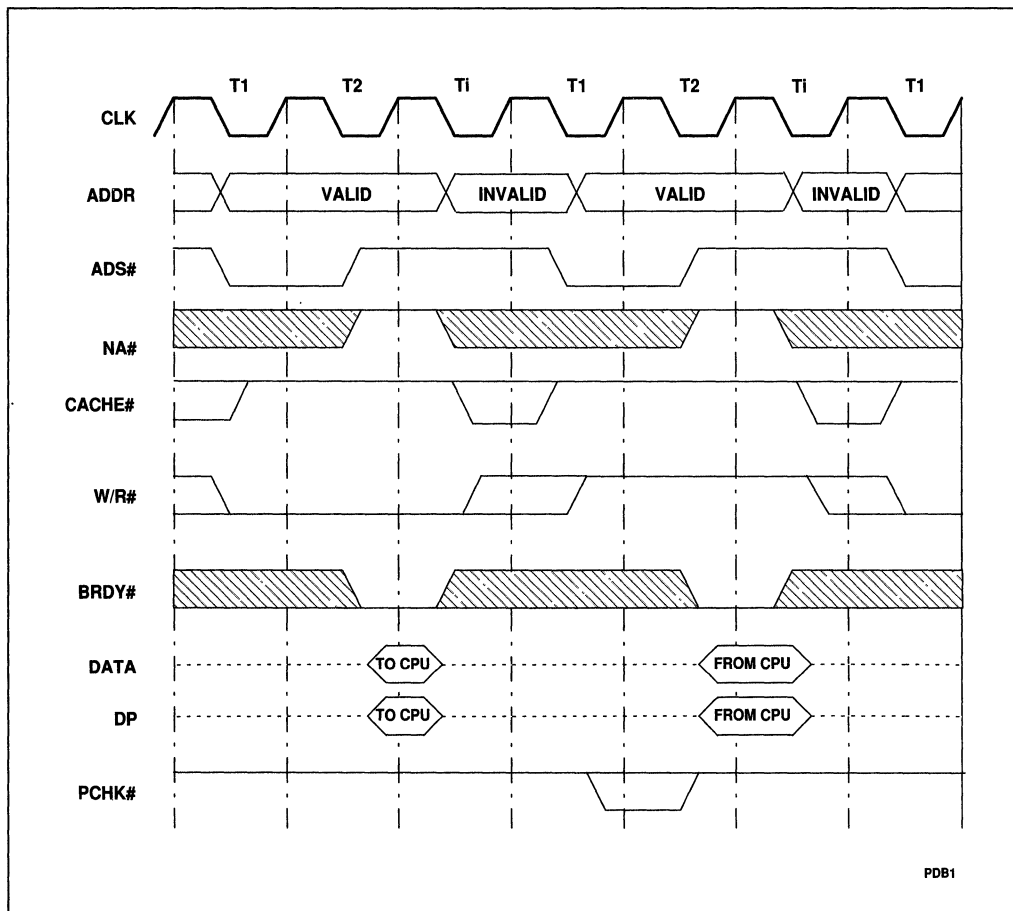 T1 T2 Ti T1 T2 Ti T1
CLK
ADDR VALID INVALID VALID INVALID
ADS#
NA#
CACHE#
W/R#
BRDY#
DATA TO CPU FROM CPU
DP TO CPU FROM CPU
PCHK#
PDB1